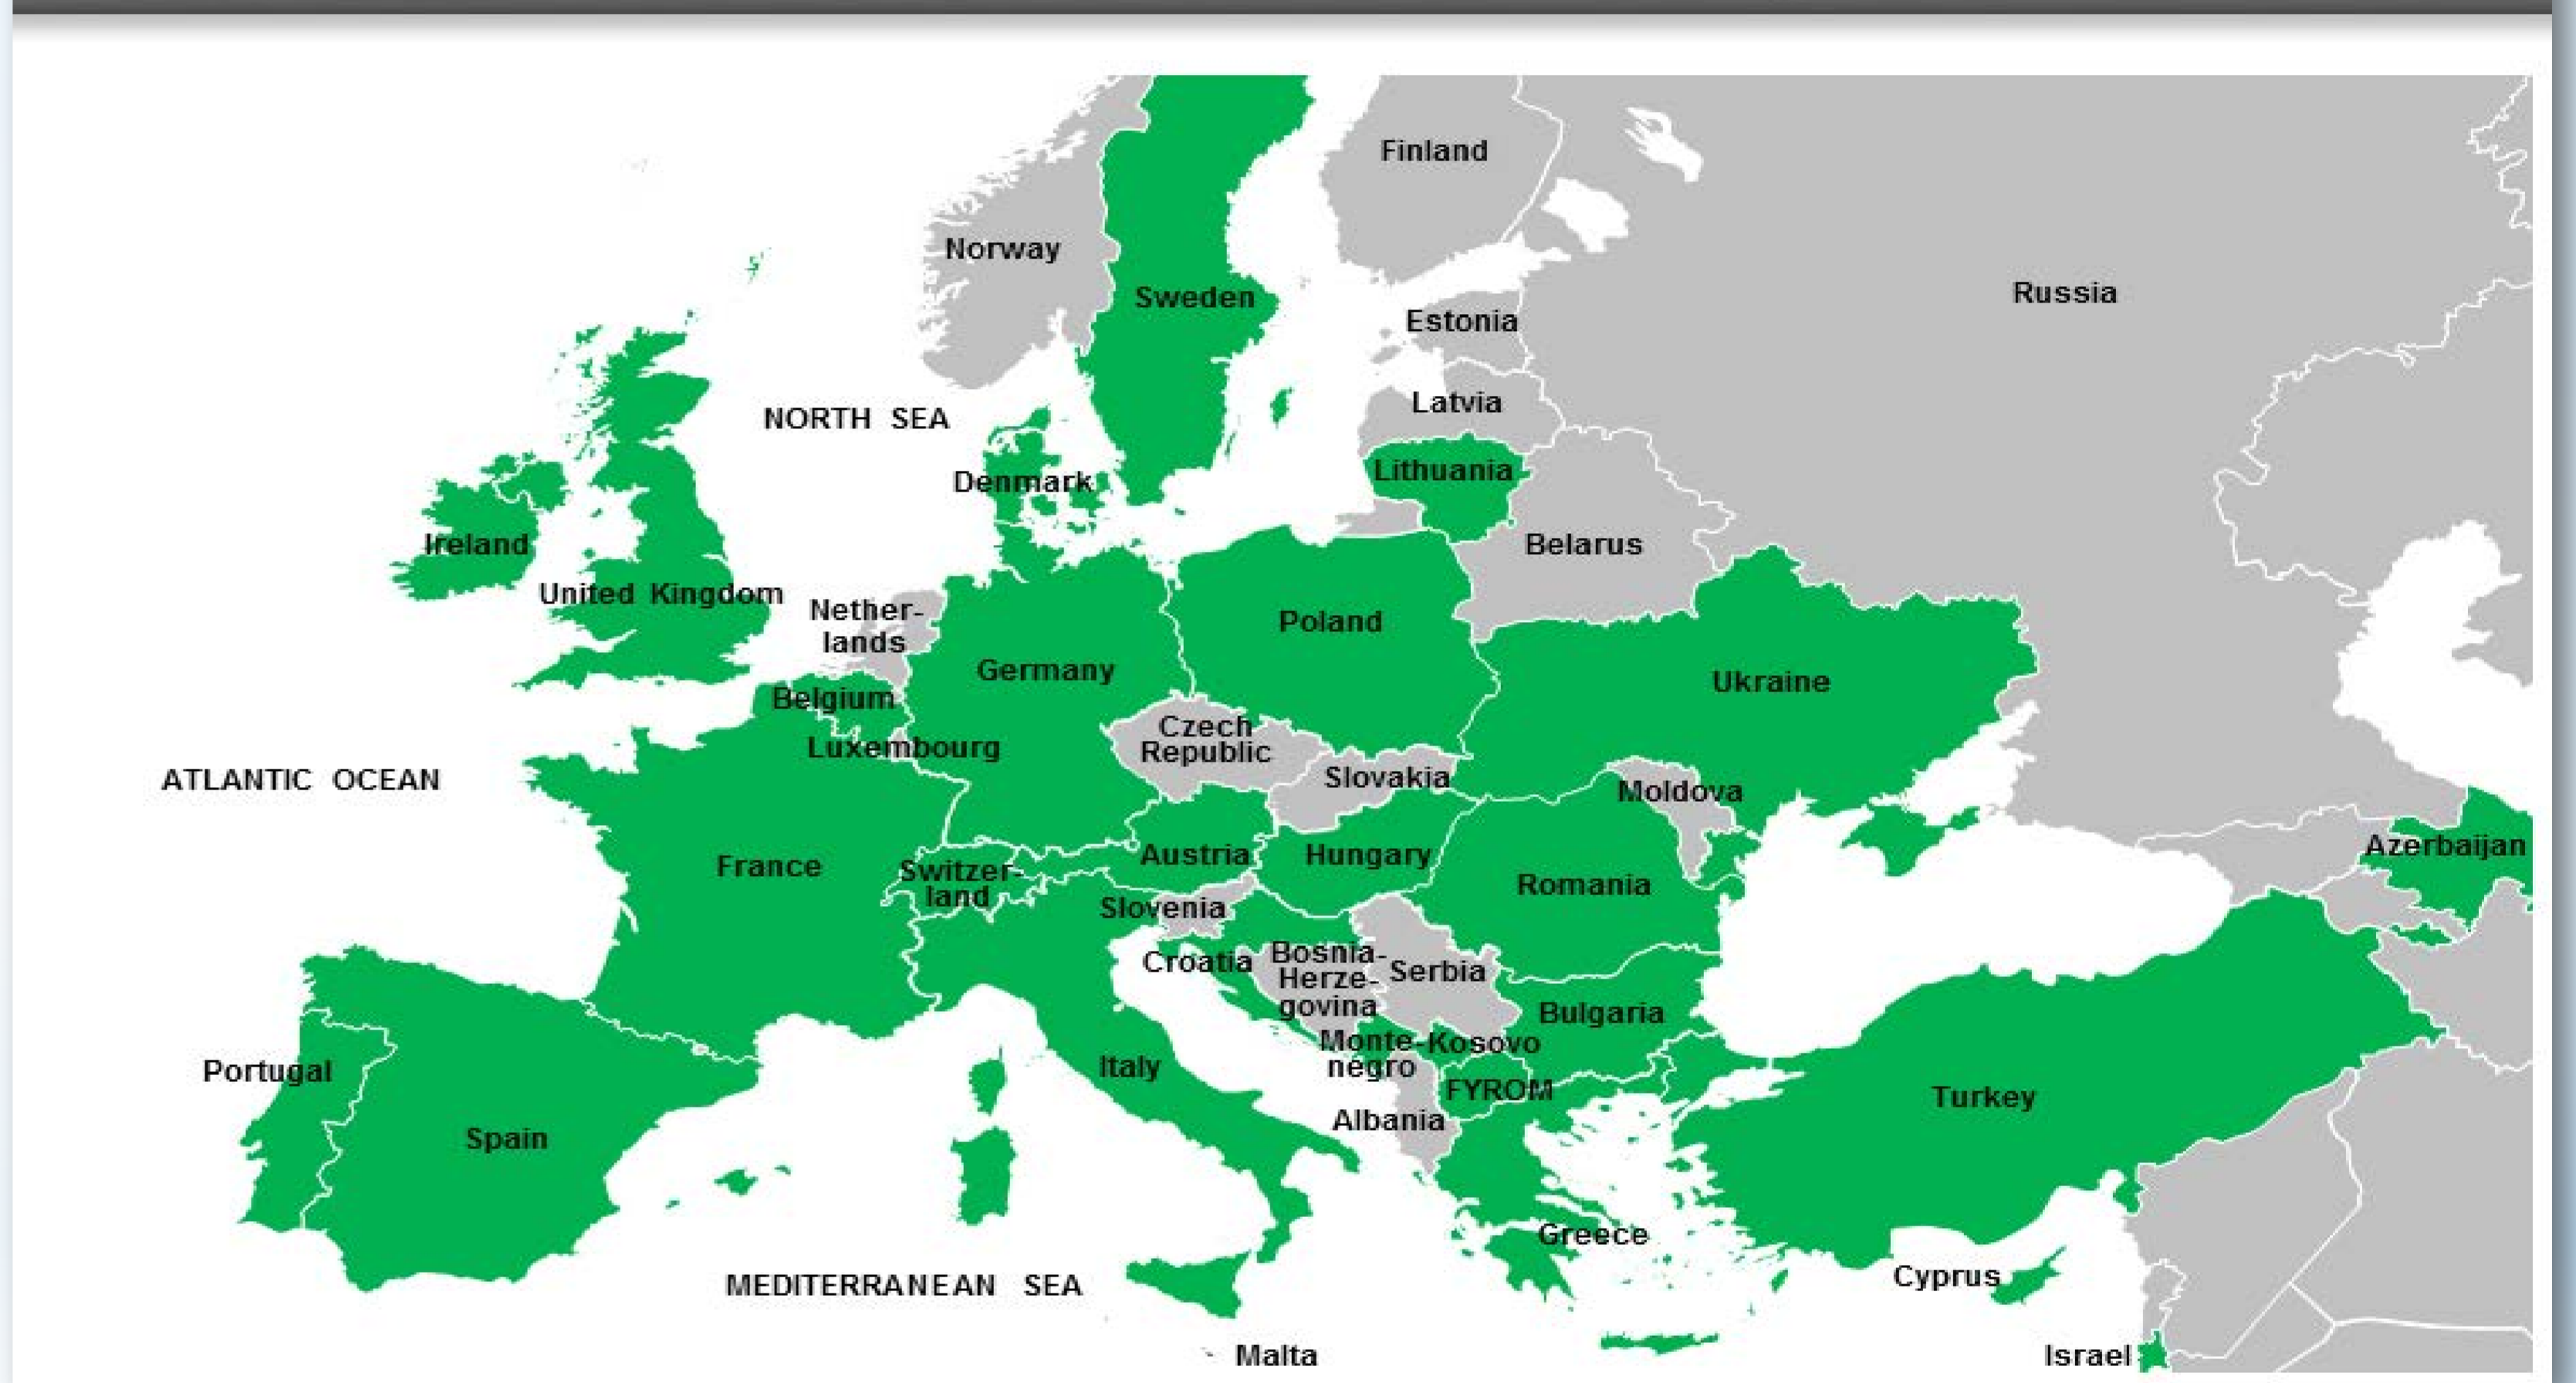 Finland
Norway
Russia
Sweden
Estonia
Latvia
NORTH SEA
Lithuania
Denmark
Ireland
Belarus
United Kingdom
Nether-
lands
Poland
Germany
Ukraine
Belgium
Czech
Republic
Luxembourg
Slovakia
ATLANTIC OCEAN
Moldova
Azerbaijan
Austria
Hungary
France
Switzer-
land
Romania
Slovenia
Croatia
Bosnia-
Herze-
govina
Serbia
Bulgaria
Monte-
negro
Kosovo
Italy
Portugal
FYROM
Turkey
Albania
Spain
Greece
Cyprus
MEDITERRANEAN SEA
Malta
Israel